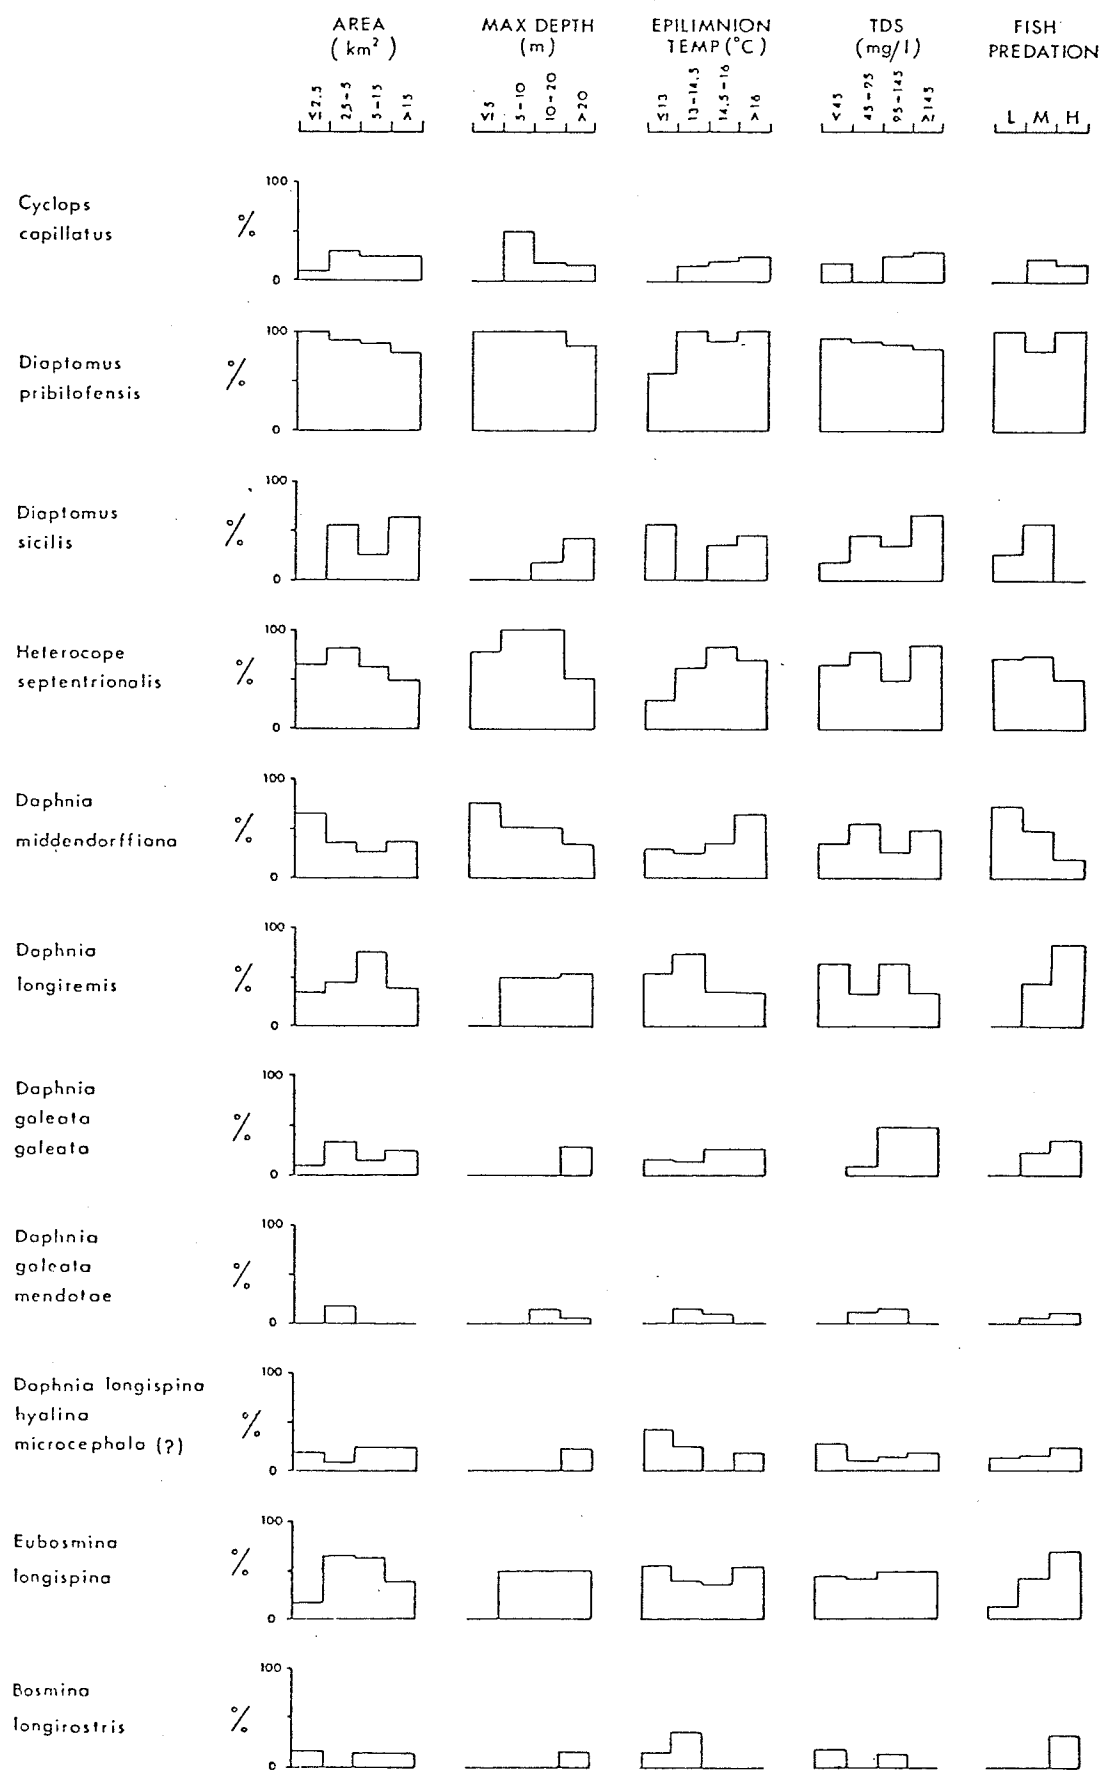 AREA MAX DEPTH EPILIMNION TDS FISH
( km² ) (m) TEMP(°C) (mg/l) PREDATION
≤2.5 2.5-5 5-15 >15 ≤5 5-10 10-20 >20 ≤13 13-14.5 14.5-16 >16 <45 45-95 95-145 ≥145 L M H
100
Cyclops
capillatus
%
0
100
Diaptomus
pribilofensis
%
0
100
Diaptomus
sicilis
%
0
100
Heterocope
septentrionalis
%
0
100
Daphnia
middendorffiana
%
0
100
Daphnia
longiremis
%
0
100
Daphnia
galeata
galeata
%
0
100
Daphnia
galeata
mendotae
%
0
100
Daphnia longispina
hyalina
microcephala (?)
%
0
100
Eubosmina
longispina
%
0
100
Bosmina
longirostris
%
0